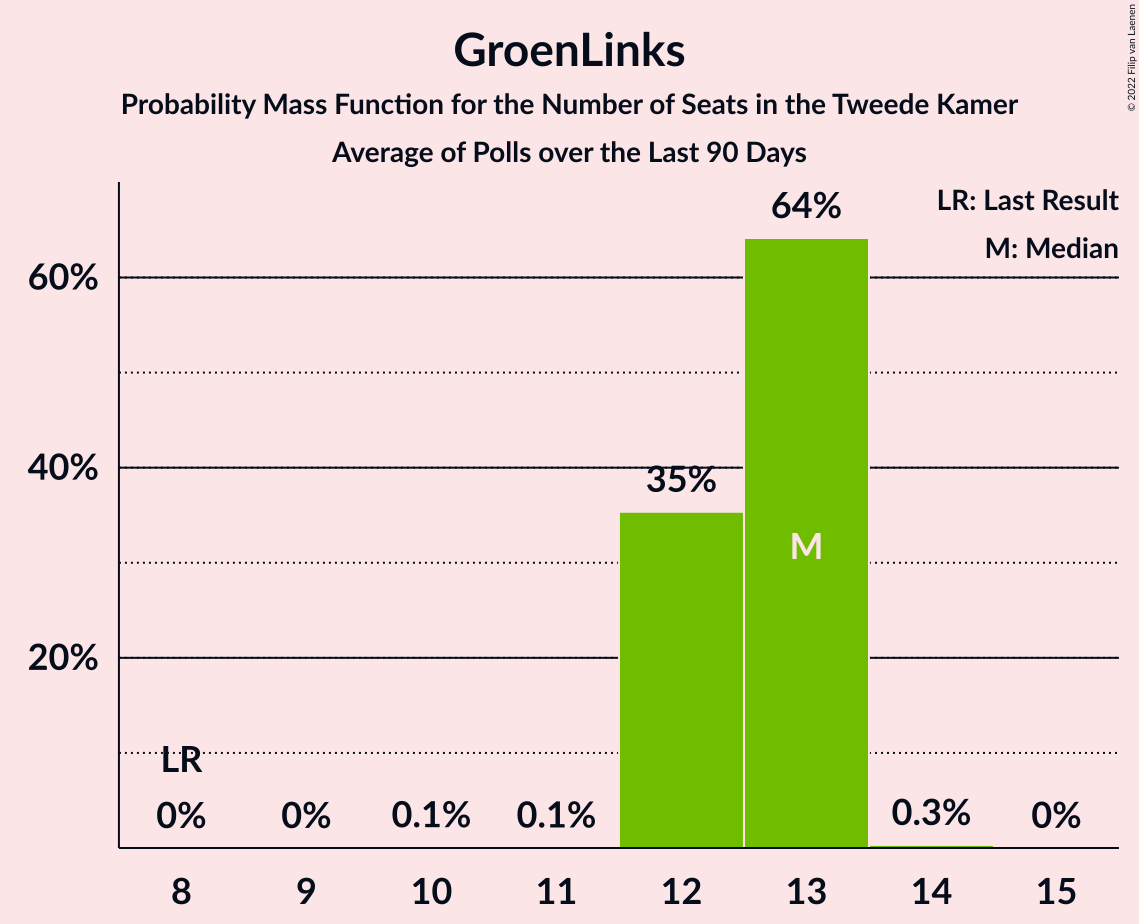 GroenLinks
Probability Mass Function for the Number of Seats in the Tweede Kamer
Average of Polls over the Last 90 Days
© 2022 Filip van Laenen
LR: Last Result
M: Median
60%
40%
20%
64%
35%
M
LR
0%
0%
0.1%
0.1%
0.3%
0%
8 9 10 11 12 13 14 15